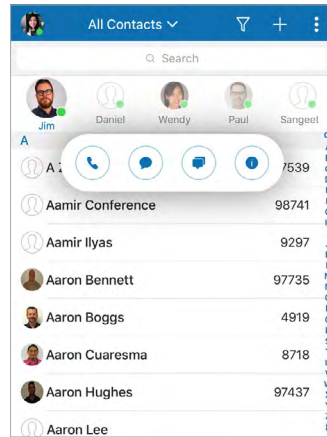 All Contacts
Search
Jim
Daniel
Wendy
Paul
Sangeet
A
A
7539
Aamir Conference
98741
Aamir Ilyas
9297
Aaron Bennett
97735
Aaron Boggs
4919
Aaron Cuaresma
8718
Aaron Hughes
97437
Aaron Lee